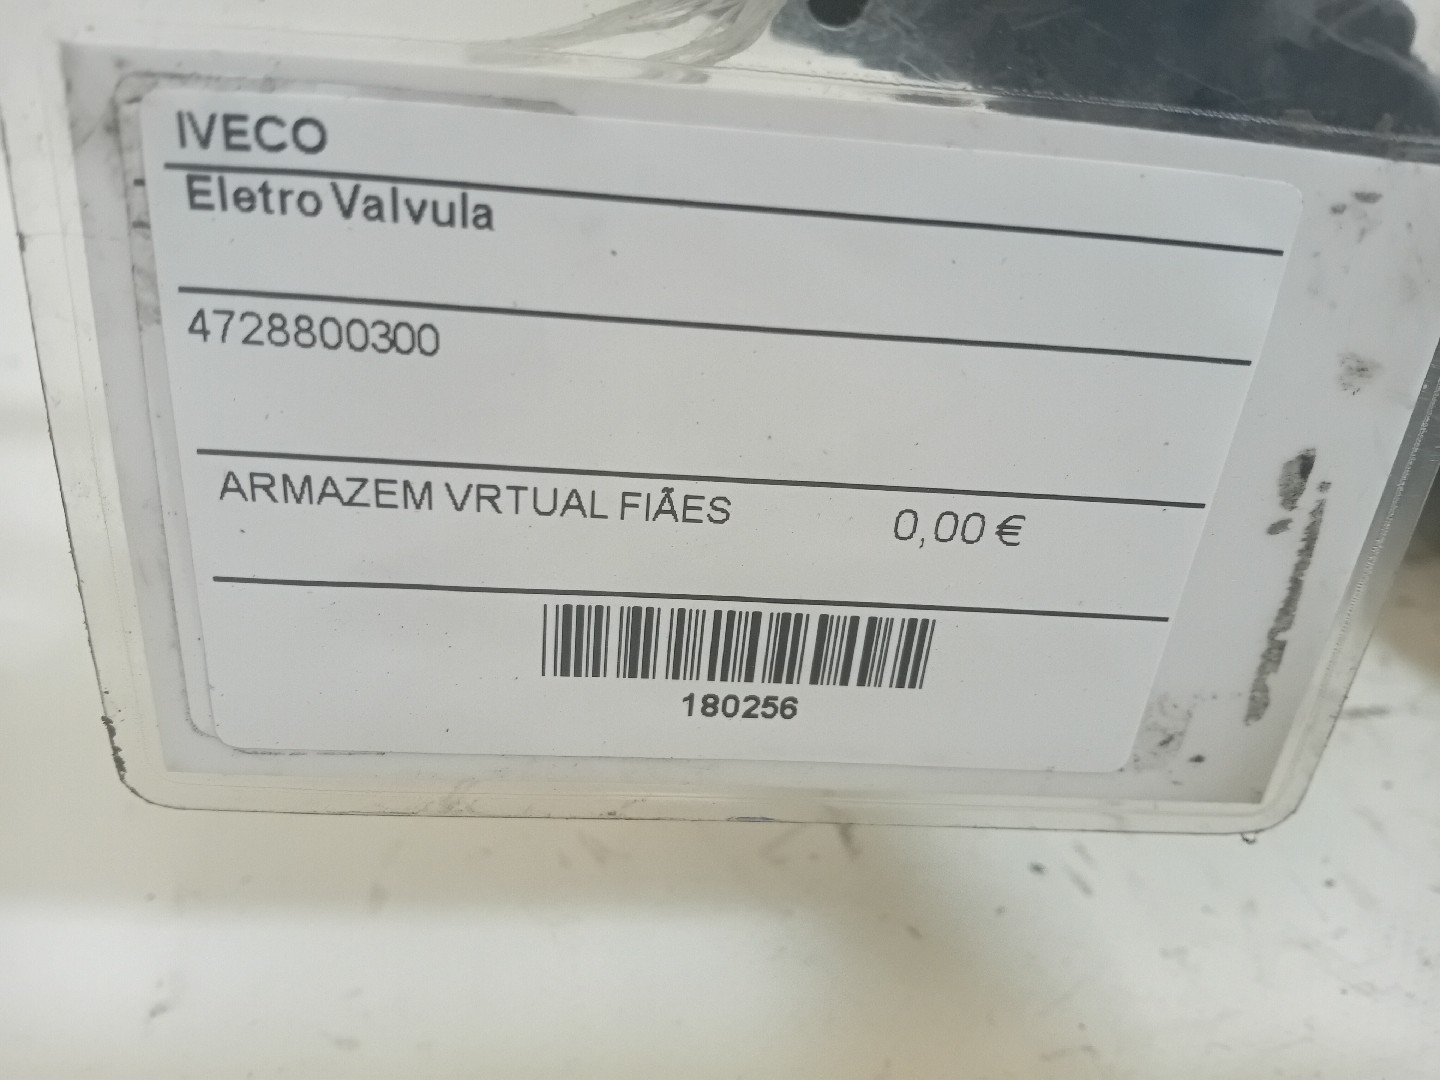 IVECO
Eletro Valvula
4728800300
ARMAZEM VRTUAL FIÃES 0,00 €
180256